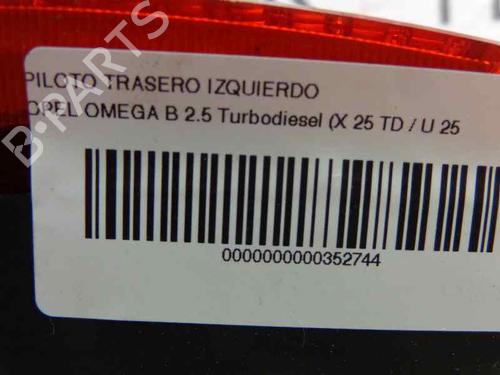 PILOTO TRASERO IZQUIERDO
OPEL OMEGA B 2.5 Turbodiesel (X 25 TD / U 25
0000000000352744
B-PARTS